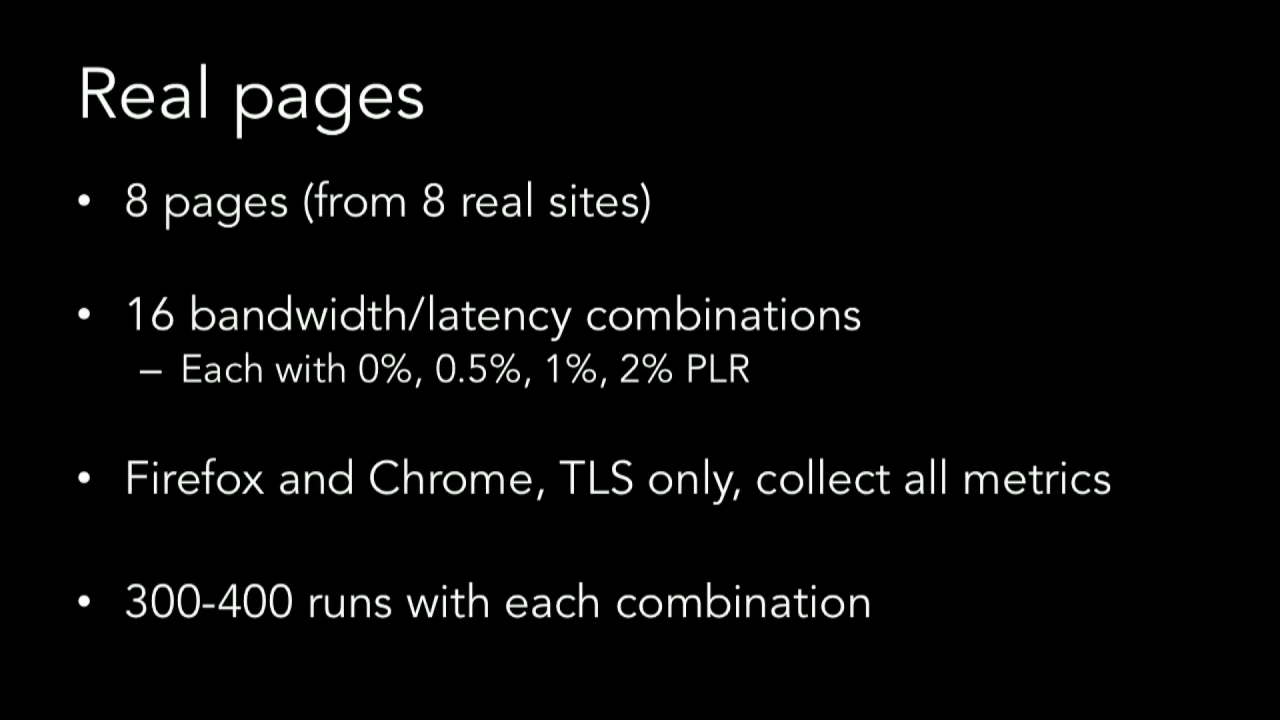 Real pages
• 8 pages (from 8 real sites)
• 16 bandwidth/latency combinations
– Each with 0%, 0.5%, 1%, 2% PLR
• Firefox and Chrome, TLS only, collect all metrics
• 300-400 runs with each combination